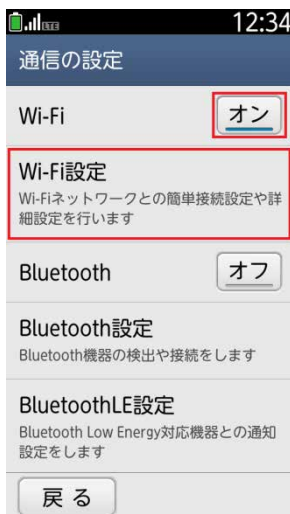 LTE 12:34
通信の設定
Wi-Fi オン
Wi-Fi設定
Wi-Fiネットワークとの簡単接続設定や詳
細設定を行います
Bluetooth オフ
Bluetooth設定
Bluetooth機器の検出や接続をします
BluetoothLE設定
Bluetooth Low Energy対応機器との通知
設定をします
戻る